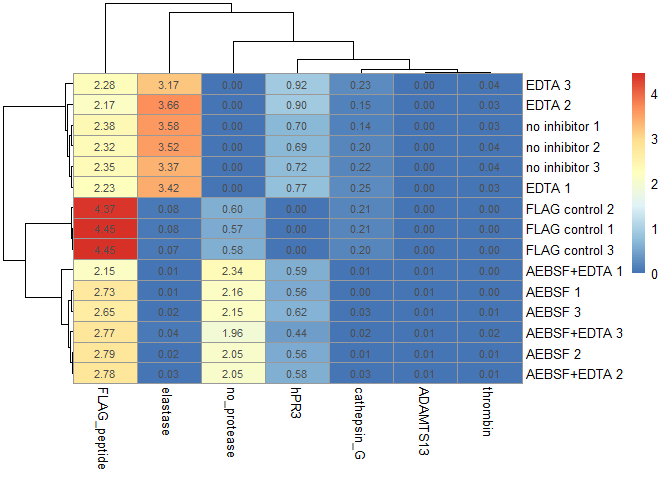 2.28 3.17 0.00 0.92 0.23 0.00 0.04 EDTA 3
2.17 3.66 0.00 0.90 0.15 0.00 0.03 EDTA 2
2.38 3.58 0.00 0.70 0.14 0.00 0.03 no inhibitor 1
2.32 3.52 0.00 0.69 0.20 0.00 0.04 no inhibitor 2
2.35 3.37 0.00 0.72 0.22 0.00 0.04 no inhibitor 3
2.23 3.42 0.00 0.77 0.25 0.00 0.03 EDTA 1
4.37 0.08 0.60 0.00 0.21 0.00 0.00 FLAG control 2
4.45 0.08 0.57 0.00 0.21 0.00 0.00 FLAG control 1
4.45 0.07 0.58 0.00 0.20 0.00 0.00 FLAG control 3
2.15 0.01 2.34 0.59 0.01 0.01 0.00 AEBSF+EDTA 1
2.73 0.01 2.16 0.56 0.00 0.01 0.00 AEBSF 1
2.65 0.02 2.15 0.62 0.03 0.01 0.01 AEBSF 3
2.77 0.04 1.96 0.44 0.02 0.01 0.02 AEBSF+EDTA 3
2.79 0.02 2.05 0.56 0.01 0.01 0.01 AEBSF 2
2.78 0.03 2.05 0.58 0.03 0.01 0.01 AEBSF+EDTA 2
FLAG_peptide
elastase
no_protease
hPR3
cathepsin_G
ADAMTS13
thrombin
4
3
2
1
0